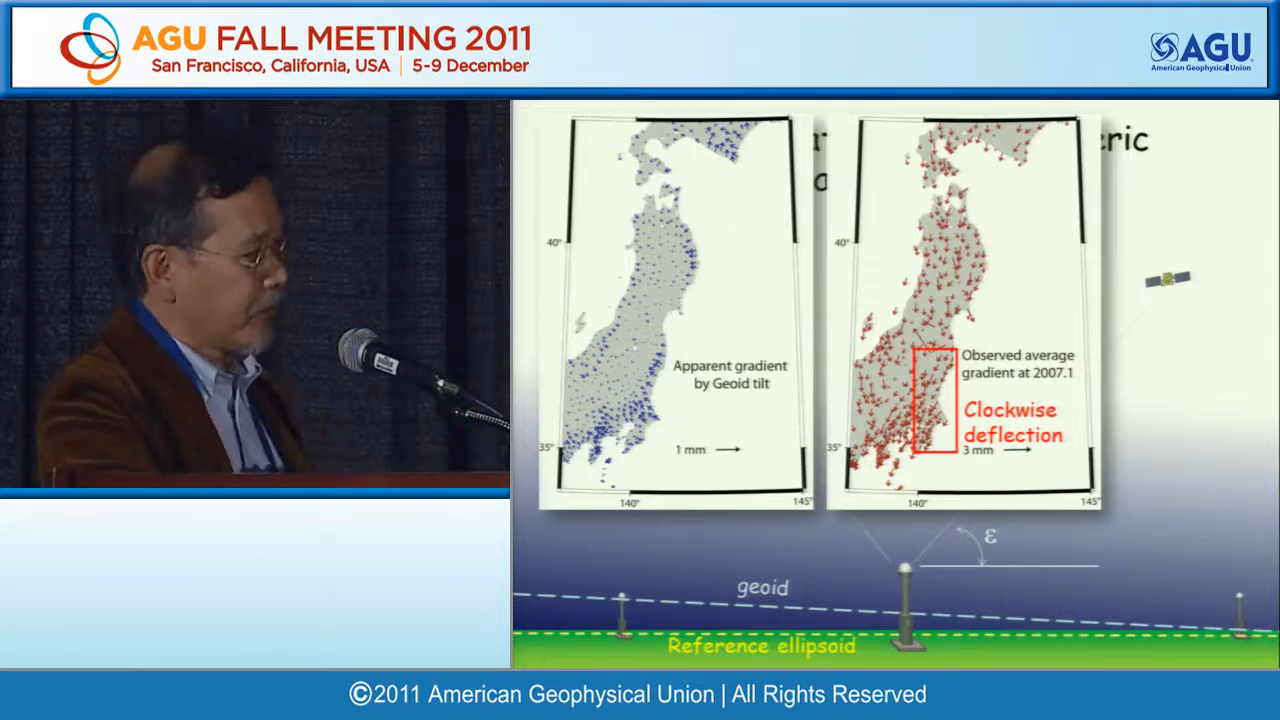 AGU FALL MEETING 2011
San Francisco, California, USA | 5-9 December
AGU
American Geophysical Union
eric
40°
35°
140°
145°
Apparent gradient
by Geoid tilt
1 mm
40°
35°
140°
145°
Observed average
gradient at 2007.1
Clockwise
deflection
3 mm
ε
geoid
Reference ellipsoid
©2011 American Geophysical Union | All Rights Reserved